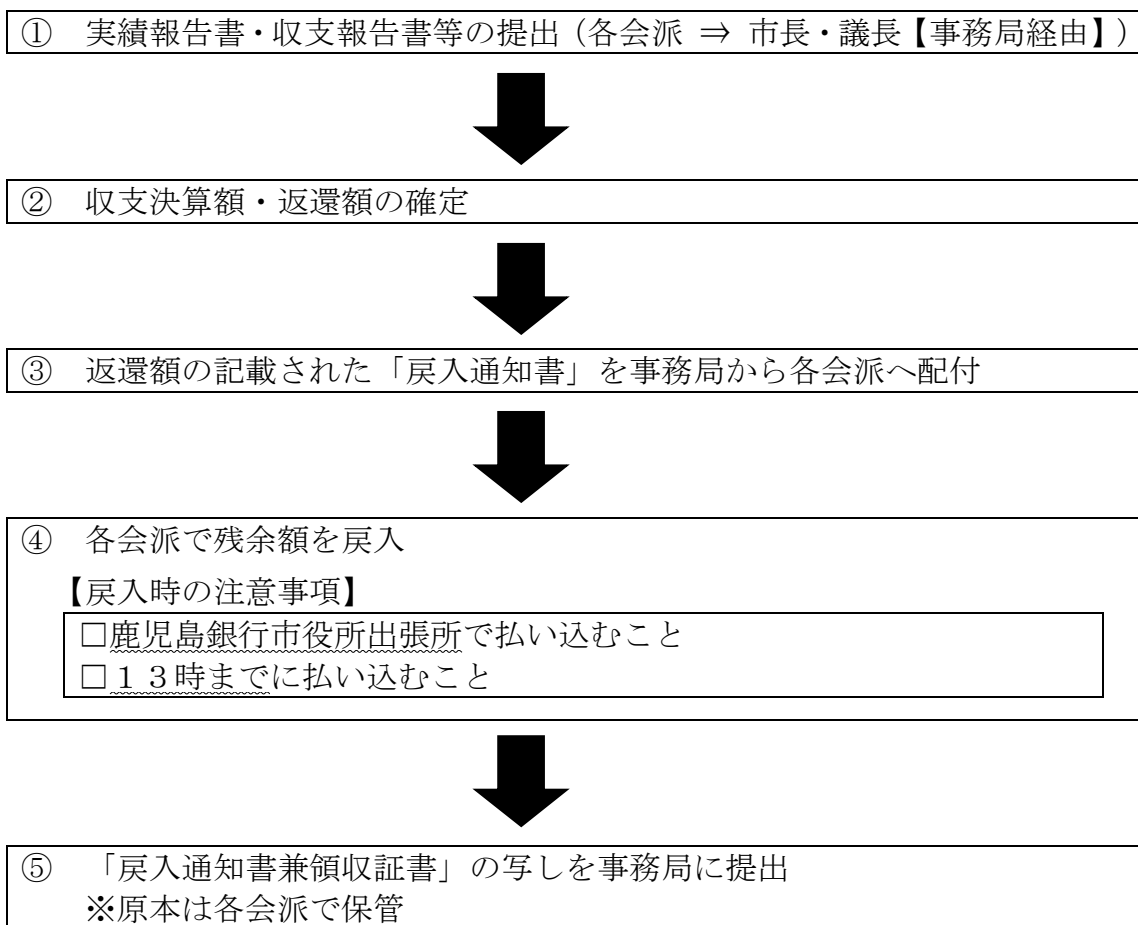 ① 実績報告書・収支報告書等の提出（各会派 ⇒ 市長・議長【事務局経由】）
② 収支決算額・返還額の確定
③ 返還額の記載された「戻入通知書」を事務局から各会派へ配付
④ 各会派で残余額を戻入
【戻入時の注意事項】
□鹿児島銀行市役所出張所で払い込むこと
□１３時までに払い込むこと
⑤ 「戻入通知書兼領収証書」の写しを事務局に提出
※原本は各会派で保管